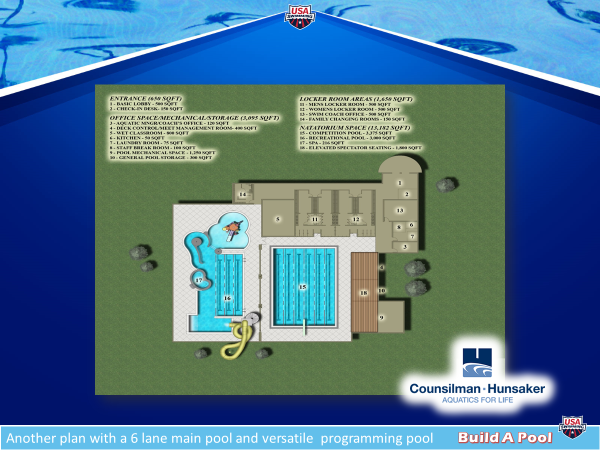 USA
SWIMMING
ENTRANCE (650 SQFT)
1 - BASIC LOBBY - 500 SQFT
2 - CHECK-IN DESK- 150 SQFT
OFFICE SPACE/MECHANICAL/STORAGE (3,095 SQFT)
3 - AQUATIC MNGR/COACH'S OFFICE - 120 SQFT
4 - DECK CONTROL/MEET MANAGEMENT ROOM- 400 SQFT
5 - WET CLASSROOM - 800 SQFT
6 - KITCHEN - 50 SQFT
7 - LAUNDRY ROOM - 75 SQFT
8 - STAFF BREAK ROOM - 100 SQFT
9 - POOL MECHANICAL SPACE - 1,250 SQFT
10 - GENERAL POOL STORAGE - 300 SQFT
LOCKER ROOM AREAS (1,650 SQFT)
11 - MENS LOCKER ROOM - 500 SQFT
12 - WOMENS LOCKER ROOM - 500 SQFT
13 - SWIM COACH OFFICE - 500 SQFT
14 - FAMILY CHANGING ROOMS - 150 SQFT
NATATORIUM SPACE (13,182 SQFT)
15 - COMPETITION POOL - 3,375 SQFT
16 - RECREATIONAL POOL - 3,000 SQFT
17 - SPA - 216 SQFT
18 - ELEVATED SPECTATOR SEATING - 1,800 SQFT
1
2
14
13
5
11
12
8
6
7
3
4
17
15
10
18
16
9
Counsilman · Hunsaker
AQUATICS FOR LIFE
Another plan with a 6 lane main pool and versatile programming pool
Build A Pool
USA
SWIMMING